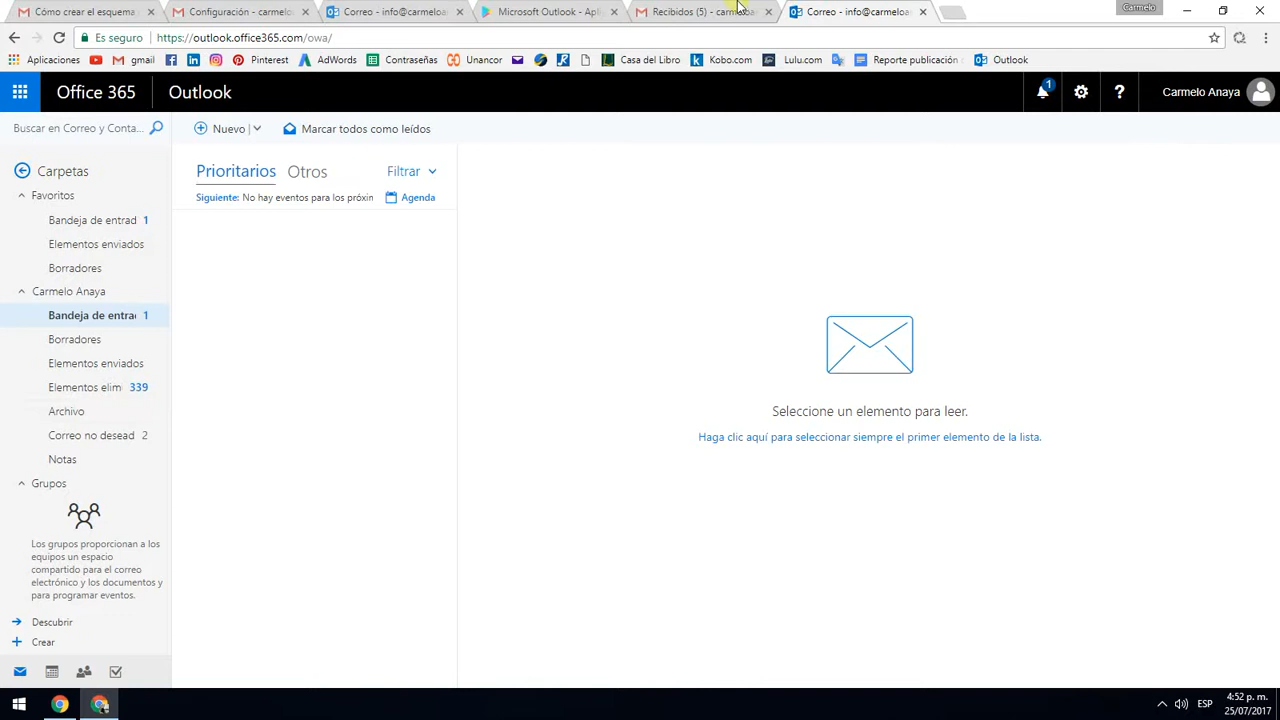 Cómo crear el esquema
Configuración - carmelo
Correo - info@carmeloan
Microsoft Outlook - Apli
Recibidos (5) - carmeloa
Correo - info@carmeloa
Carmelo
Es seguro
https://outlook.office365.com/owa/
Aplicaciones
gmail
Pinterest
AdWords
Contraseñas
Unancor
Casa del Libro
Kobo.com
Lulu.com
Reporte publicación
Outlook
Office 365
Outlook
1
Carmelo Anaya
Buscar en Correo y Conta...
Nuevo
Marcar todos como leídos
Carpetas
Prioritarios
Otros
Filtrar
Favoritos
Siguiente: No hay eventos para los próxin
Agenda
Bandeja de entrad 1
Elementos enviados
Borradores
Carmelo Anaya
Bandeja de entrad 1
Borradores
Elementos enviados
Elementos elim 339
Archivo
Correo no desead 2
Notas
Grupos
Los grupos proporcionan a los
equipos un espacio
compartido para el correo
electrónico y los documentos y
para programar eventos.
Descubrir
Crear
Seleccione un elemento para leer.
Haga clic aquí para seleccionar siempre el primer elemento de la lista.
ESP
4:52 p. m.
25/07/2017